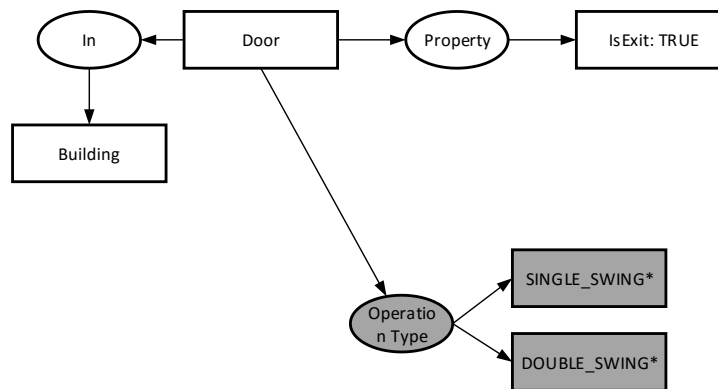 In
Door
Property
IsExit: TRUE
Building
SINGLE_SWING*
Operatio
n Type
DOUBLE_SWING*